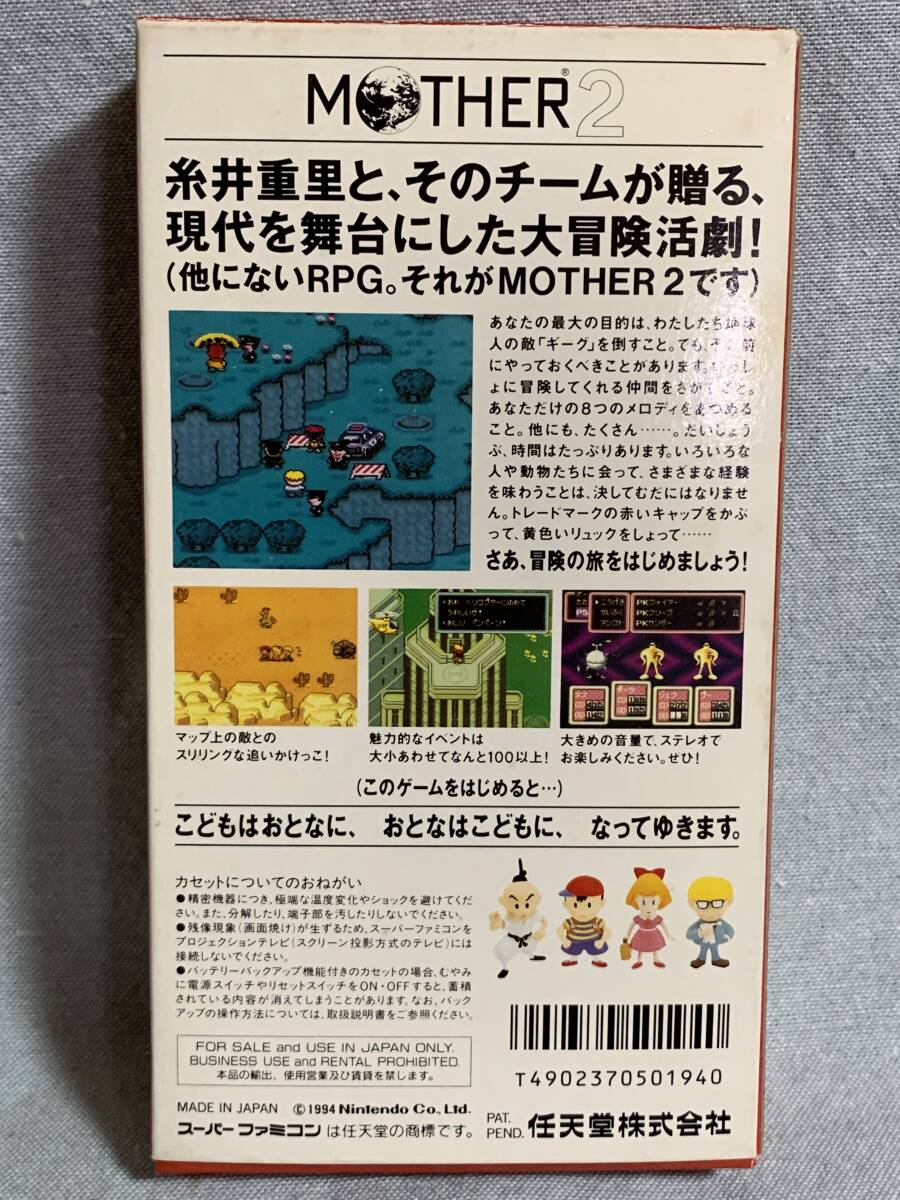 MOTHER® 2
糸井重里と、そのチームが贈る、
現代を舞台にした大冒険活劇!
(他にないRPG。それがMOTHER 2です)
あなたの最大の目的は、わたしたち地球
人の敵「ギーグ」を倒すこと。でも、その前
にやっておくべきことがあります。いっし
ょに冒険してくれる仲間をさがすこと。
あなただけの8つのメロディをあつめる
こと。他にも、たくさん……。だいじょう
ぶ、時間はたっぷりあります。いろいろな
人や動物たちに会って、さまざまな経験
を味わうことは、決してむだにはなりませ
ん。トレードマークの赤いキャップをかぶ
って、黄色いリュックをしょって……
さあ、冒険の旅をはじめましょう!
こうげき
PKファイアー
PKフリーズ
PKサンダー
マップ上の敵との
スリリングな追いかけっこ!
魅力的なイベントは
大小あわせてなんと100以上!
大きめの音量で、ステレオで
お楽しみください。ぜひ!
(このゲームをはじめると…)
こどもはおとなに、 おとなはこどもに、 なってゆきます。
カセットについてのおねがい
●精密機器につき、極端な温度変化やショックを避けてくだ
さい。また、分解したり、端子部を汚したりしないでください。
●残像現象(画面焼け)が生ずるため、スーパーファミコンを
プロジェクションテレビ(スクリーン投影方式のテレビ)には
接続しないでください。
●バッテリーバックアップ機能付きのカセットの場合、むやみ
に電源スイッチやリセットスイッチをON・OFFすると、蓄積
されている内容が消えてしまうことがあります。なお、バック
アップの操作方法については、取扱説明書をご参照ください。
FOR SALE and USE IN JAPAN ONLY.
BUSINESS USE and RENTAL PROHIBITED.
本品の輸出、使用営業及び賃貸を禁じます。
T4902370501940
MADE IN JAPAN ©1994 Nintendo Co., Ltd.
スーパーファミコンは任天堂の商標です。
PAT. PEND. 任天堂株式会社